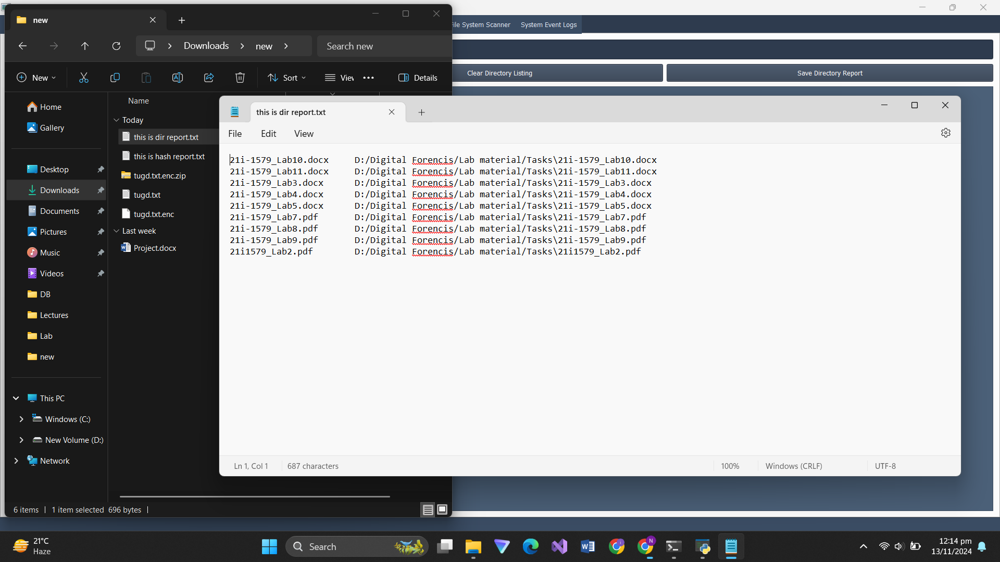 new
File System Scanner
System Event Logs
Downloads
new
Search new
Clear Directory Listing
Save Directory Report
New
Sort
Details
Home
Gallery
Desktop
Downloads
Documents
Pictures
Music
Videos
DB
Lectures
Lab
new
This PC
Windows (C:)
New Volume (D:)
Network
Name
Today
this is dir report.txt
this is hash report.txt
tugd.txt.enc.zip
tugd.txt
tugd.txt.enc
Last week
Project.docx
6 items
1 item selected 696 bytes
this is dir report.txt
File Edit View
21i-1579_Lab10.docx D:/Digital Forencis/Lab material/Tasks\21i-1579_Lab10.docx
21i-1579_Lab11.docx D:/Digital Forencis/Lab material/Tasks\21i-1579_Lab11.docx
21i-1579_Lab3.docx D:/Digital Forencis/Lab material/Tasks\21i-1579_Lab3.docx
21i-1579_Lab4.docx D:/Digital Forencis/Lab material/Tasks\21i-1579_Lab4.docx
21i-1579_Lab5.docx D:/Digital Forencis/Lab material/Tasks\21i-1579_Lab5.docx
21i-1579_Lab7.pdf D:/Digital Forencis/Lab material/Tasks\21i-1579_Lab7.pdf
21i-1579_Lab8.pdf D:/Digital Forencis/Lab material/Tasks\21i-1579_Lab8.pdf
21i-1579_Lab9.pdf D:/Digital Forencis/Lab material/Tasks\21i-1579_Lab9.pdf
21i1579_Lab2.pdf D:/Digital Forencis/Lab material/Tasks\21i1579_Lab2.pdf
Ln 1, Col 1
687 characters
100%
Windows (CRLF)
UTF-8
21°C
Haze
Search
12:14 pm
13/11/2024